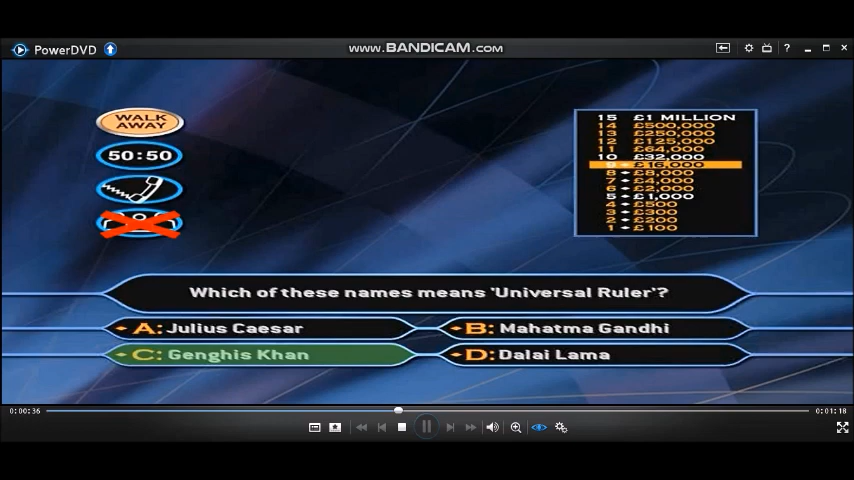 PowerDVD
www.BANDICAM.com
?
WALK
AWAY
50:50
15 £1 MILLION
14 £500,000
13 £250,000
12 £125,000
11 £64,000
10 £32,000
9 £16,000
8 £8,000
7 £4,000
6 £2,000
5 £1,000
4 £500
3 £300
2 £200
1 £100
Which of these names means 'Universal Ruler'?
A: Julius Caesar
B: Mahatma Gandhi
C: Genghis Khan
D: Dalai Lama
0:00:36
0:01:18